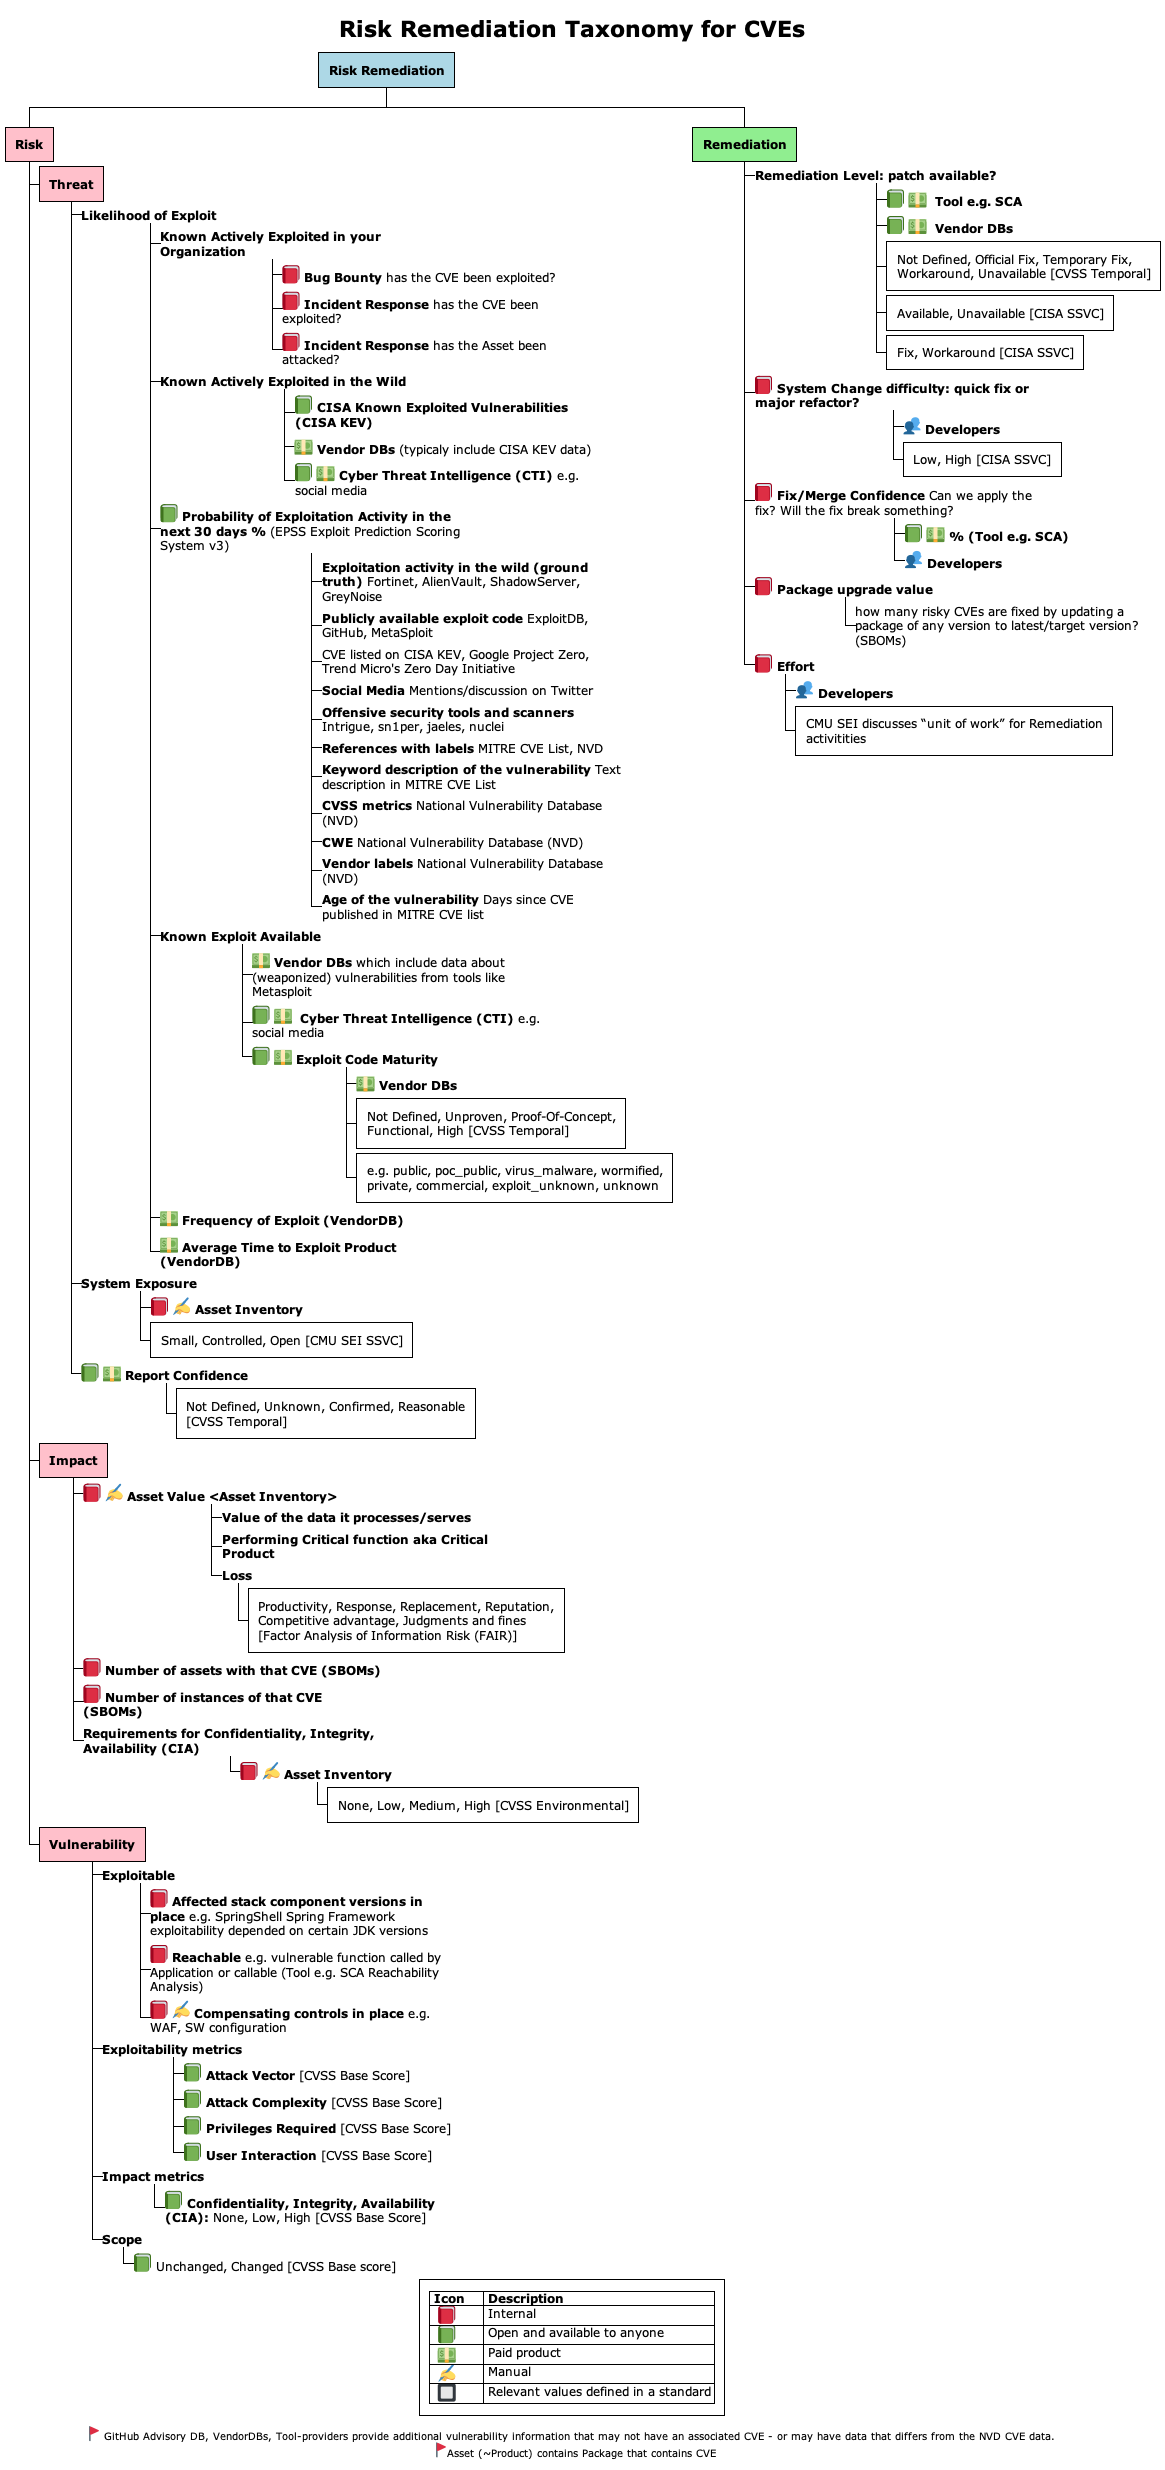 Risk Remediation Taxonomy for CVEs
Risk Remediation
Risk
Threat
Likelihood of Exploit
Known Actively Exploited in your
Organization
Bug Bounty has the CVE been exploited?
Incident Response has the CVE been
exploited?
Incident Response has the Asset been
attacked?
Known Actively Exploited in the Wild
CISA Known Exploited Vulnerabilities
(CISA KEV)
Vendor DBs (typicaly include CISA KEV data)
Cyber Threat Intelligence (CTI) e.g.
social media
Probability of Exploitation Activity in the
next 30 days % (EPSS Exploit Prediction Scoring
System v3)
Exploitation activity in the wild (ground
truth) Fortinet, AlienVault, ShadowServer,
GreyNoise
Publicly available exploit code ExploitDB,
GitHub, MetaSploit
CVE listed on CISA KEV, Google Project Zero,
Trend Micro's Zero Day Initiative
Social Media Mentions/discussion on Twitter
Offensive security tools and scanners
Intrigue, sn1per, jaeles, nuclei
References with labels MITRE CVE List, NVD
Keyword description of the vulnerability Text
description in MITRE CVE List
CVSS metrics National Vulnerability Database
(NVD)
CWE National Vulnerability Database (NVD)
Vendor labels National Vulnerability Database
(NVD)
Age of the vulnerability Days since CVE
published in MITRE CVE list
Known Exploit Available
Vendor DBs which include data about
(weaponized) vulnerabilities from tools like
Metasploit
Cyber Threat Intelligence (CTI) e.g.
social media
Exploit Code Maturity
Vendor DBs
Not Defined, Unproven, Proof-Of-Concept,
Functional, High [CVSS Temporal]
e.g. public, poc_public, virus_malware, wormified,
private, commercial, exploit_unknown, unknown
Frequency of Exploit (VendorDB)
Average Time to Exploit Product
(VendorDB)
System Exposure
Asset Inventory
Small, Controlled, Open [CMU SEI SSVC]
Report Confidence
Not Defined, Unknown, Confirmed, Reasonable
[CVSS Temporal]
Impact
Asset Value <Asset Inventory>
Value of the data it processes/serves
Performing Critical function aka Critical
Product
Loss
Productivity, Response, Replacement, Reputation,
Competitive advantage, Judgments and fines
[Factor Analysis of Information Risk (FAIR)]
Number of assets with that CVE (SBOMs)
Number of instances of that CVE
(SBOMs)
Requirements for Confidentiality, Integrity,
Availability (CIA)
Asset Inventory
None, Low, Medium, High [CVSS Environmental]
Vulnerability
Exploitable
Affected stack component versions in
place e.g. SpringShell Spring Framework
exploitability depended on certain JDK versions
Reachable e.g. vulnerable function called by
Application or callable (Tool e.g. SCA Reachability
Analysis)
Compensating controls in place e.g.
WAF, SW configuration
Exploitability metrics
Attack Vector [CVSS Base Score]
Attack Complexity [CVSS Base Score]
Privileges Required [CVSS Base Score]
User Interaction [CVSS Base Score]
Impact metrics
Confidentiality, Integrity, Availability
(CIA): None, Low, High [CVSS Base Score]
Scope
Unchanged, Changed [CVSS Base score]
Remediation
Remediation Level: patch available?
Tool e.g. SCA
Vendor DBs
Not Defined, Official Fix, Temporary Fix,
Workaround, Unavailable [CVSS Temporal]
Available, Unavailable [CISA SSVC]
Fix, Workaround [CISA SSVC]
System Change difficulty: quick fix or
major refactor?
Developers
Low, High [CISA SSVC]
Fix/Merge Confidence Can we apply the
fix? Will the fix break something?
% (Tool e.g. SCA)
Developers
Package upgrade value
how many risky CVEs are fixed by updating a
package of any version to latest/target version?
(SBOMs)
Effort
Developers
CMU SEI discusses “unit of work” for Remediation
activitities
Icon Description
Internal
Open and available to anyone
Paid product
Manual
Relevant values defined in a standard
GitHub Advisory DB, VendorDBs, Tool-providers provide additional vulnerability information that may not have an associated CVE - or may have data that differs from the NVD CVE data.
Asset (~Product) contains Package that contains CVE